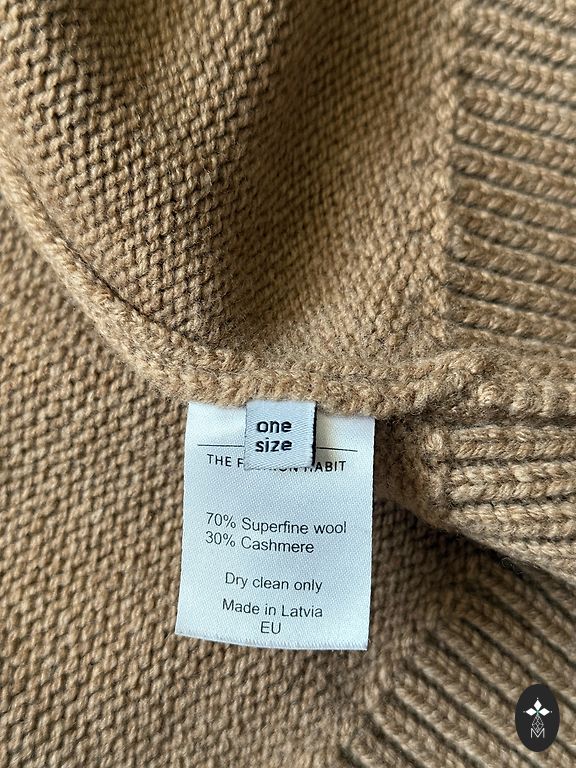 one
size
THE F HABIT
70% Superfine wool
30% Cashmere
Dry clean only
Made in Latvia
EU
M